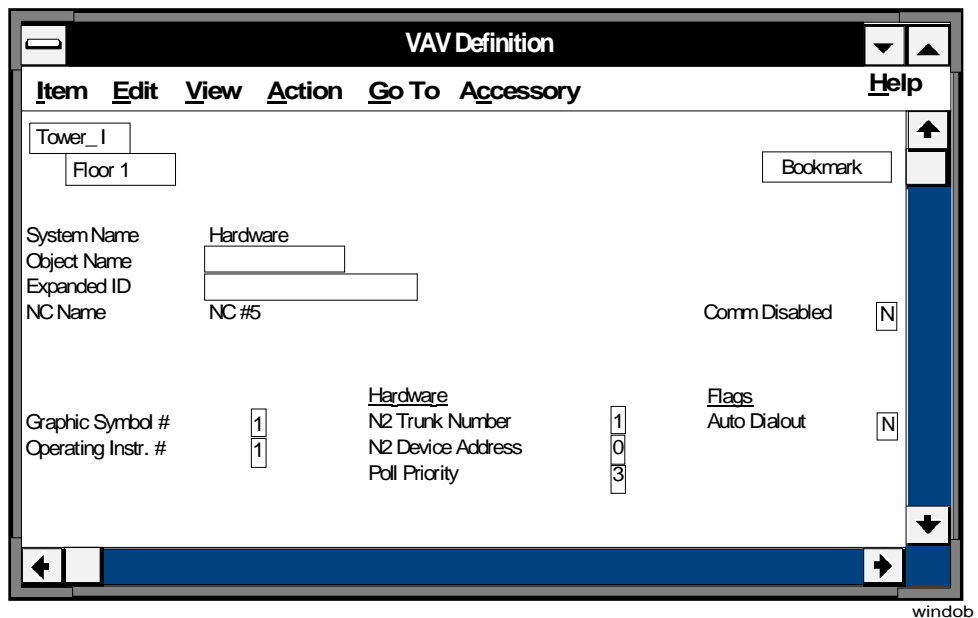 VAV Definition
Item Edit View Action Go To Accessory Help
Tower_I
Floor 1
Bookmark
System Name Hardware
Object Name
Expanded ID
NC Name NC #5 Comm Disabled N
Hardware Flags
Graphic Symbol # 1 N2 Trunk Number 1 Auto Dialout N
Operating Instr. # 1 N2 Device Address 0
Poll Priority 3
windob